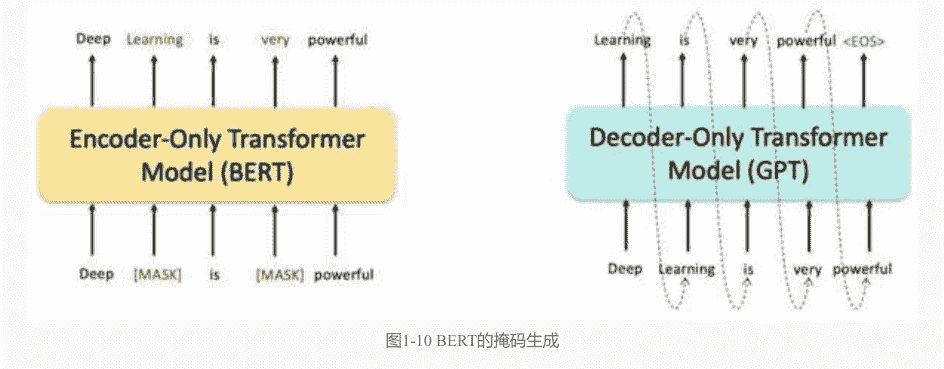 Deep Learning is very powerful
Encoder-Only Transformer
Model (BERT)
Deep [MASK] is [MASK] powerful
Learning is very powerful <EOS>
Decoder-Only Transformer
Model (GPT)
Deep Learning is very powerful
图1-10 BERT的掩码生成